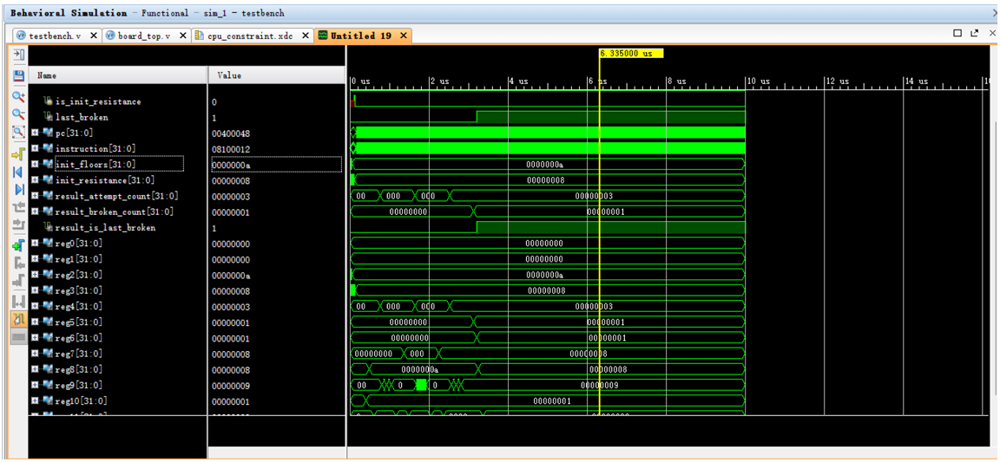 Behavioral Simulation - Functional - sim_1 - testbench
testbench.v board_top.v cpu_constraint.xdc Untitled 19
6.335000 us
Name Value
0 us 2 us 4 us 6 us 8 us 10 us 12 us 14 us
is_init_resistance 0
last_broken 1
pc[31:0] 00400048
instruction[31:0] 08100012
init_floors[31:0] 0000000a 0000000a
init_resistance[31:0] 00000008 00000008
result_attempt_count[31:0] 00000003 00 000 000 00000003
result_broken_count[31:0] 00000001 00000000 00000001
result_is_last_broken 1
reg0[31:0] 00000000 00000000
reg1[31:0] 00000000 00000000
reg2[31:0] 0000000a 0000000a
reg3[31:0] 00000008 00000008
reg4[31:0] 00000003 00 000 000 00000003
reg5[31:0] 00000001 00000000 00000001
reg6[31:0] 00000001 00000000 00000001
reg7[31:0] 00000008 00000000 000 00000008
reg8[31:0] 00000008 0000000a 00000008
reg9[31:0] 00000009 00 0 0 00000009
reg10[31:0] 00000001 00000001